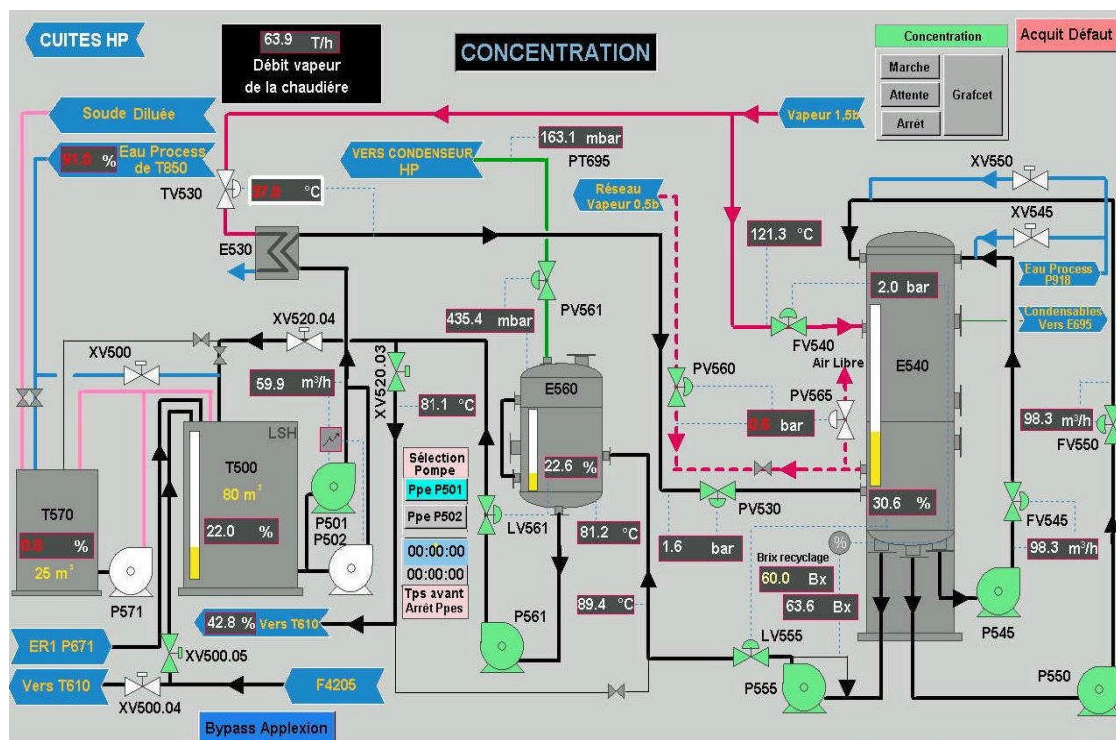 CUITES HP
63.9 T/h
Débit vapeur
de la chaudiére
CONCENTRATION
Concentration
Marche
Attente
Arrét
Grafcet
Acquit Défaut
Soude Diluée
% Eau Process
de T850
TV530
°C
VERS CONDENSEUR
HP
163.1 mbar
PT695
Réseau
Vapeur 0,5b
Vapeur 1,5b
XV550
XV545
E530
121.3 °C
2.0 bar
Eau Process
P918
Condensables
Vers E695
PV561
435.4 mbar
FV540
Air Libre
E540
XV520.04
XV500
XV520.03
59.9 m³/h
81.1 °C
E560
PV560
PV565
0.6 bar
98.3 m³/h
FV550
LSH
T500
80 m³
22.0 %
Sélection
Pompe
Ppe P501
Ppe P502
00:00:00
00:00:00
Tps avant
Arrét Ppes
22.6 %
LV561
81.2 °C
PV530
1.6 bar
30.6 %
FV545
98.3 m³/h
T570
0.8 %
25 m³
P501
P502
P571
%
Brix recyclage
60.0 Bx
63.6 Bx
89.4 °C
42.8 % Vers T610
P561
LV555
P555
P545
P550
ER1 P671
XV500.05
Vers T610
F4205
XV500.04
Bypass Applexion